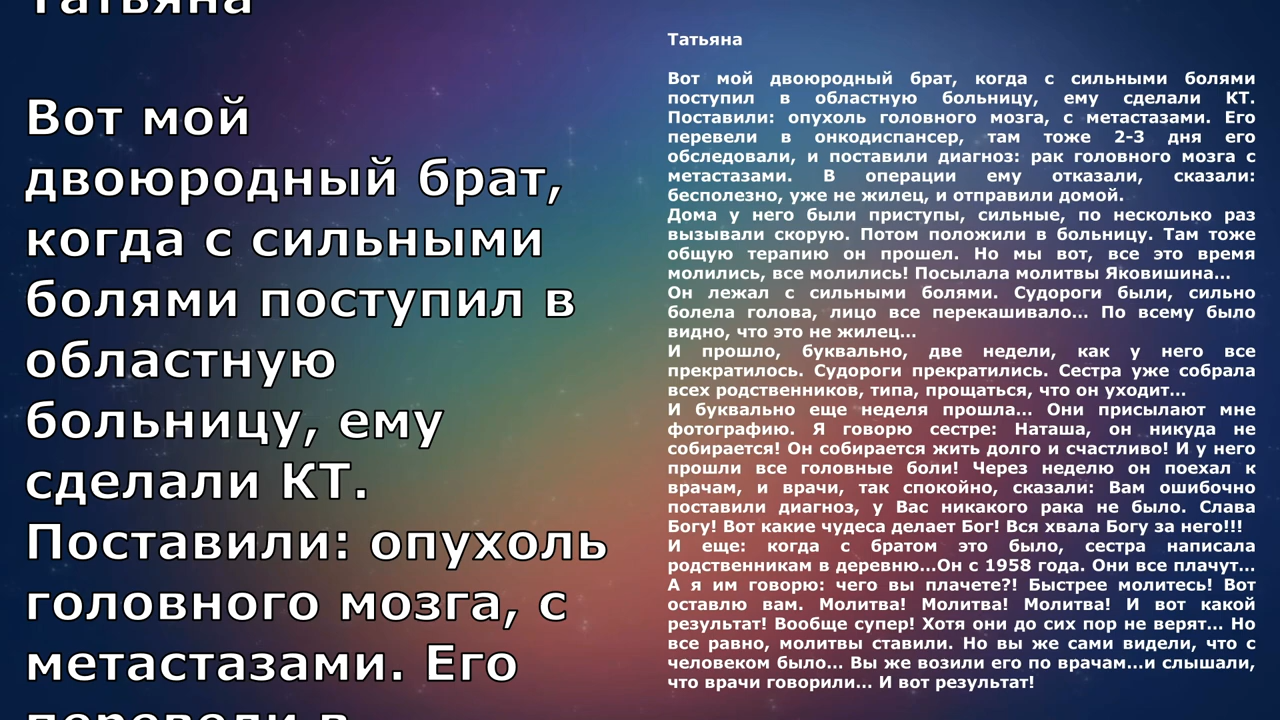 Татьяна
Вот мой
двоюродный брат,
когда с сильными
болями поступил в
областную
больницу, ему
сделали КТ.
Поставили: опухоль
головного мозга, с
метастазами. Его
перевели в
Татьяна
Вот мой двоюродный брат, когда с сильными болями
поступил в областную больницу, ему сделали КТ.
Поставили: опухоль головного мозга, с метастазами. Его
перевели в онкодиспансер, там тоже 2-3 дня его
обследовали, и поставили диагноз: рак головного мозга с
метастазами. В операции ему отказали, сказали:
бесполезно, уже не жилец, и отправили домой.
Дома у него были приступы, сильные, по несколько раз
вызывали скорую. Потом положили в больницу. Там тоже
общую терапию он прошел. Но мы вот, все это время
молились, все молились! Посылала молитвы Яковишина...
Он лежал с сильными болями. Судороги были, сильно
болела голова, лицо все перекашивало... По всему было
видно, что это не жилец...
И прошло, буквально, две недели, как у него все
прекратилось. Судороги прекратились. Сестра уже собрала
всех родственников, типа, прощаться, что он уходит...
И буквально еще неделя прошла... Они присылают мне
фотографию. Я говорю сестре: Наташа, он никуда не
собирается! Он собирается жить долго и счастливо! И у него
прошли все головные боли! Через неделю он поехал к
врачам, и врачи, так спокойно, сказали: Вам ошибочно
поставили диагноз, у Вас никакого рака не было. Слава
Богу! Вот какие чудеса делает Бог! Вся хвала Богу за него!!!
И еще: когда с братом это было, сестра написала
родственникам в деревню...Он с 1958 года. Они все плачут...
А я им говорю: чего вы плачете?! Быстрее молитесь! Вот
оставлю вам. Молитва! Молитва! Молитва! И вот какой
результат! Вообще супер! Хотя они до сих пор не верят... Но
все равно, молитвы ставили. Но вы же сами видели, что с
человеком было... Вы же возили его по врачам...и слышали,
что врачи говорили... И вот результат!